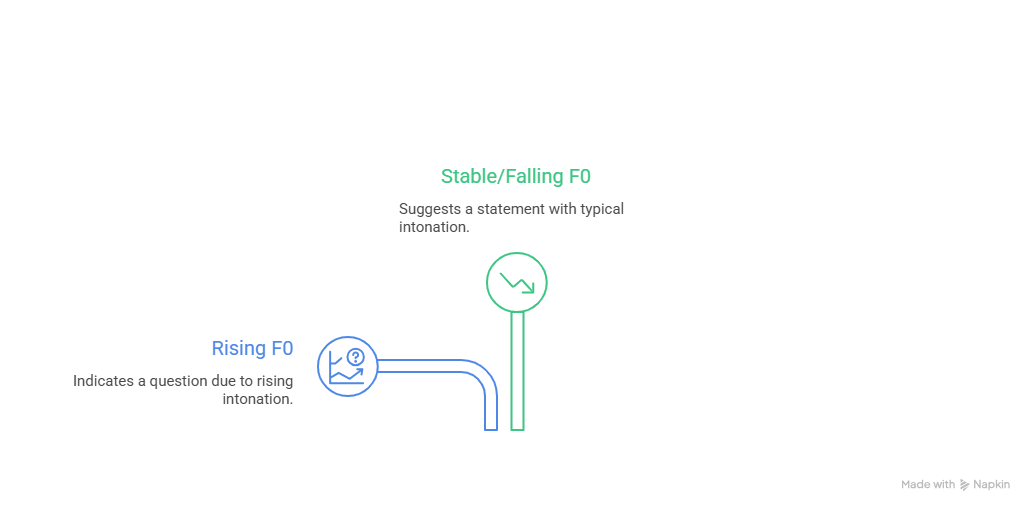 Stable/Falling F0
Suggests a statement with typical
intonation.
Rising F0
Indicates a question due to rising
intonation.
?
Made with Napkin